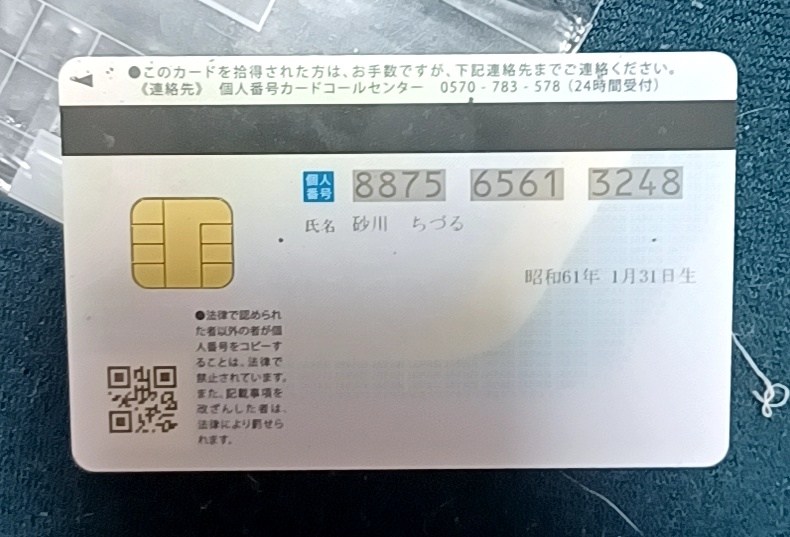 ●このカードを拾得された方は、お手数ですが、下記連絡先までご連絡ください。
《連絡先》 個人番号カードコールセンター 0570-783-578(24時間受付)
個人番号 8875 6561 3248
氏名 砂川 ちづる
昭和61年 1月31日生
●法律で認められ
た者以外の者が個
人番号をコピーす
ることは、法律で
禁止されています。
また、記載事項を
改ざんした者は、
法律により罰せら
れます。